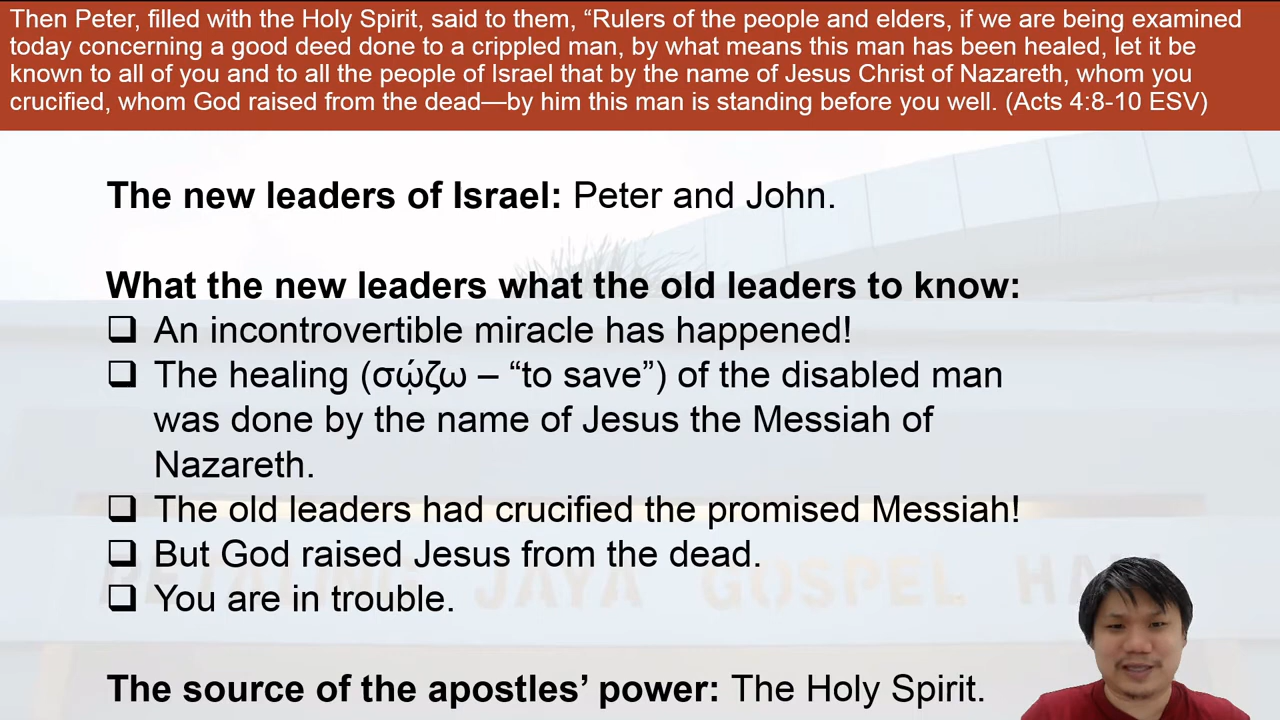 Then Peter, filled with the Holy Spirit, said to them, “Rulers of the people and elders, if we are being examined
today concerning a good deed done to a crippled man, by what means this man has been healed, let it be
known to all of you and to all the people of Israel that by the name of Jesus Christ of Nazareth, whom you
crucified, whom God raised from the dead—by him this man is standing before you well. (Acts 4:8-10 ESV)
The new leaders of Israel: Peter and John.
What the new leaders what the old leaders to know:
❑ An incontrovertible miracle has happened!
❑ The healing (σῴζω – “to save”) of the disabled man
was done by the name of Jesus the Messiah of
Nazareth.
❑ The old leaders had crucified the promised Messiah!
❑ But God raised Jesus from the dead.
PETALING JAYA GOSPEL HA
❑ You are in trouble.
The source of the apostles’ power: The Holy Spirit.